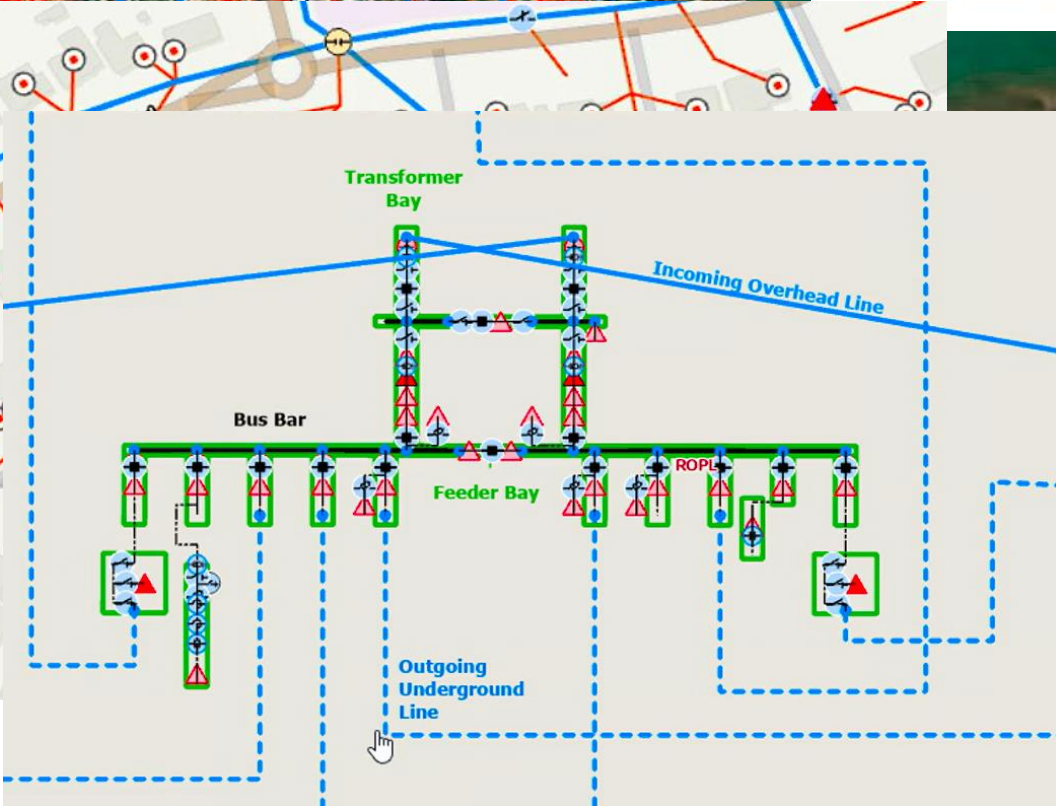 Transformer
Bay
Incoming Overhead Line
Bus Bar
ROPL
Feeder Bay
Outgoing
Underground
Line